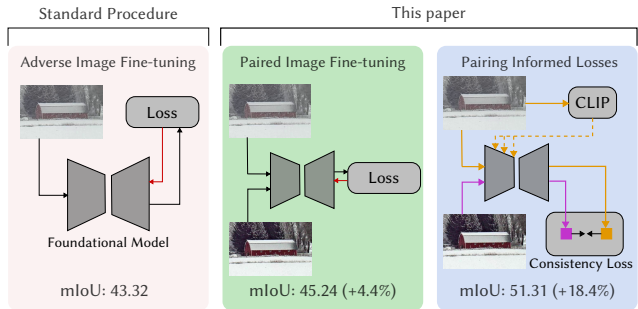 Standard Procedure
This paper
Adverse Image Fine-tuning
Loss
Foundational Model
mIoU: 43.32
Paired Image Fine-tuning
Loss
mIoU: 45.24 (+4.4%)
Pairing Informed Losses
CLIP
Consistency Loss
mIoU: 51.31 (+18.4%)